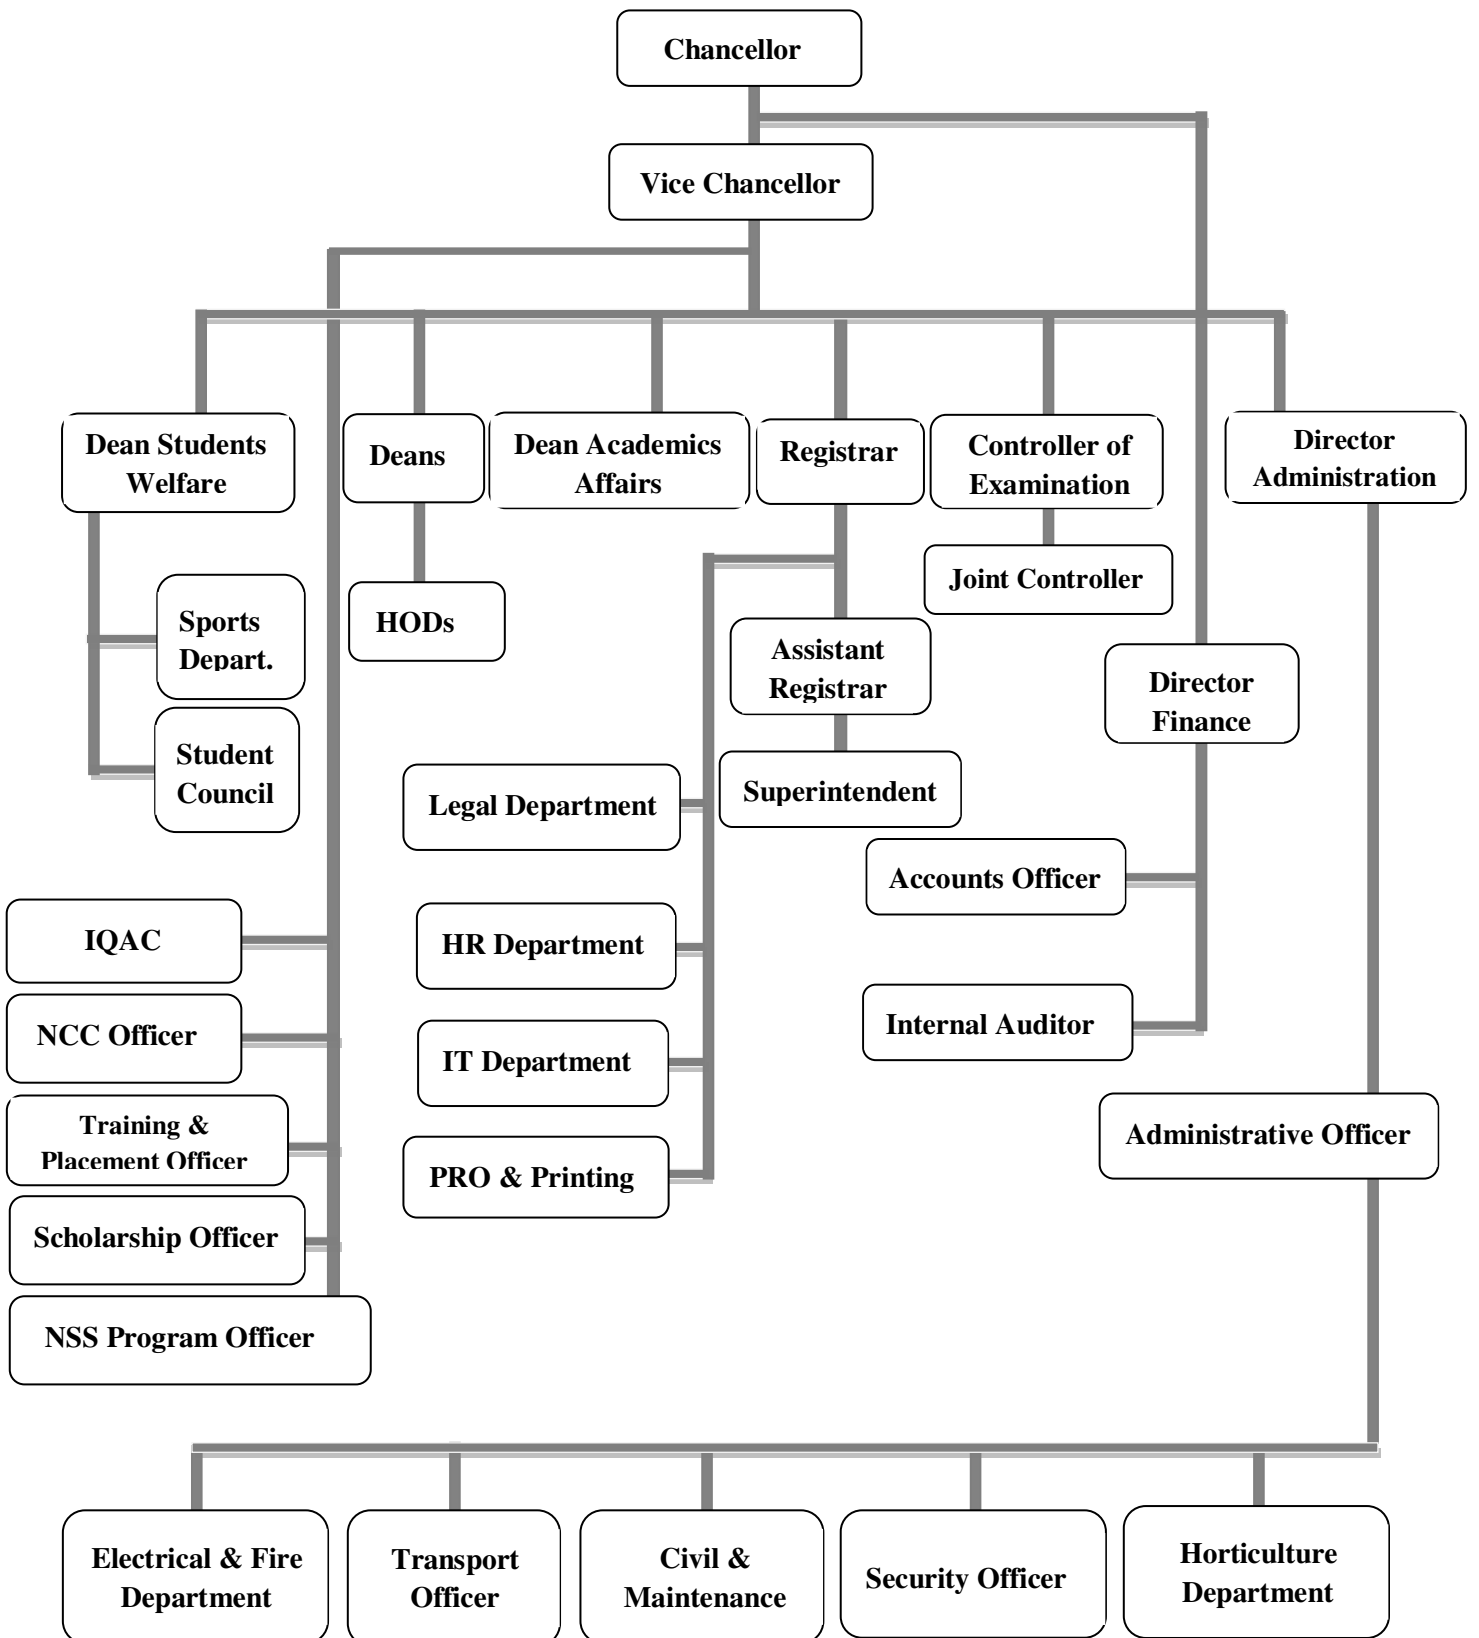 Chancellor
Vice Chancellor
Dean Students
Welfare
Deans
Dean Academics
Affairs
Registrar
Controller of
Examination
Director
Administration
Joint Controller
Sports
Depart.
HODs
Assistant
Registrar
Director
Finance
Student
Council
Legal Department
Superintendent
Accounts Officer
IQAC
HR Department
Internal Auditor
NCC Officer
IT Department
Training &
Placement Officer
Administrative Officer
PRO & Printing
Scholarship Officer
NSS Program Officer
Electrical & Fire
Department
Transport
Officer
Civil &
Maintenance
Security Officer
Horticulture
Department